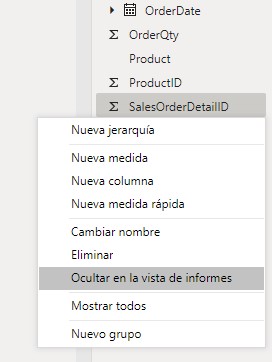 OrderDate
Σ OrderQty
Product
Σ ProductID
Σ SalesOrderDetailID
Nueva jerarquía
Nueva medida
Nueva columna
Nueva medida rápida
Cambiar nombre
Eliminar
Ocultar en la vista de informes
Mostrar todos
Nuevo grupo